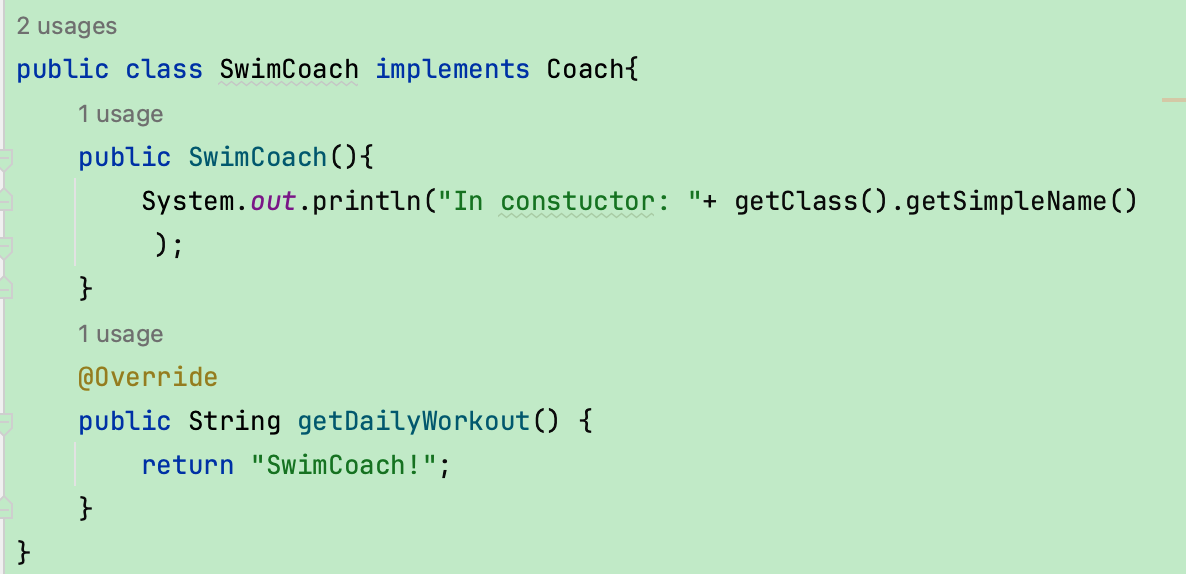 2 usages
public class SwimCoach implements Coach{
1 usage
public SwimCoach(){
System.out.println("In constuctor: "+ getClass().getSimpleName()
);
}
1 usage
@Override
public String getDailyWorkout() {
return "SwimCoach!";
}
}